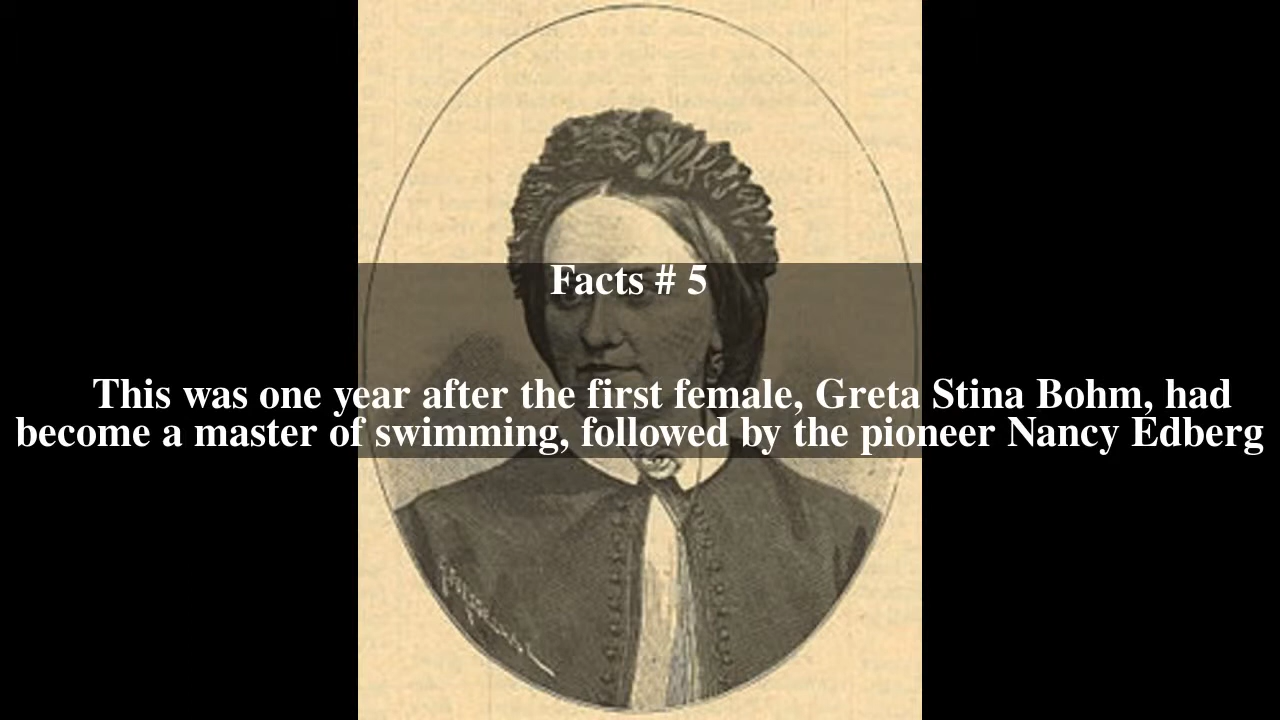 Facts # 5
This was one year after the first female, Greta Stina Bohm, had
become a master of swimming, followed by the pioneer Nancy Edberg